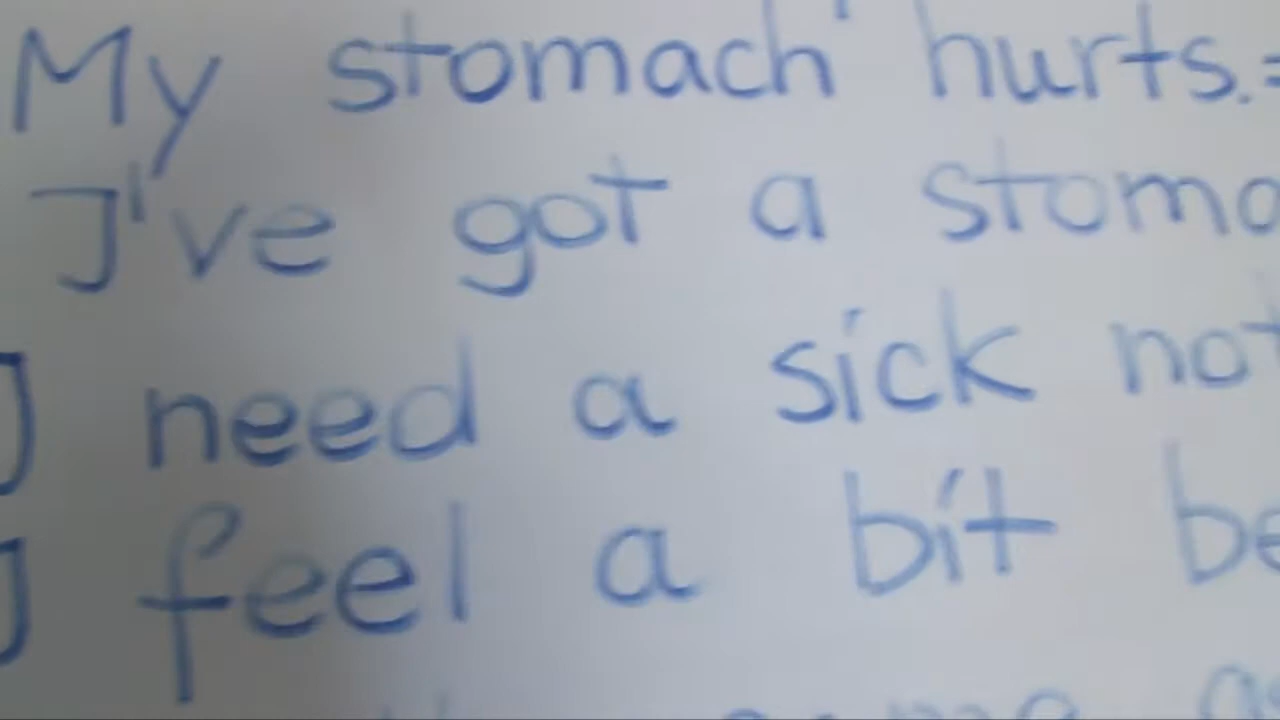 My stomach hurts. =
I've got a
I need a sick
I feel a bit